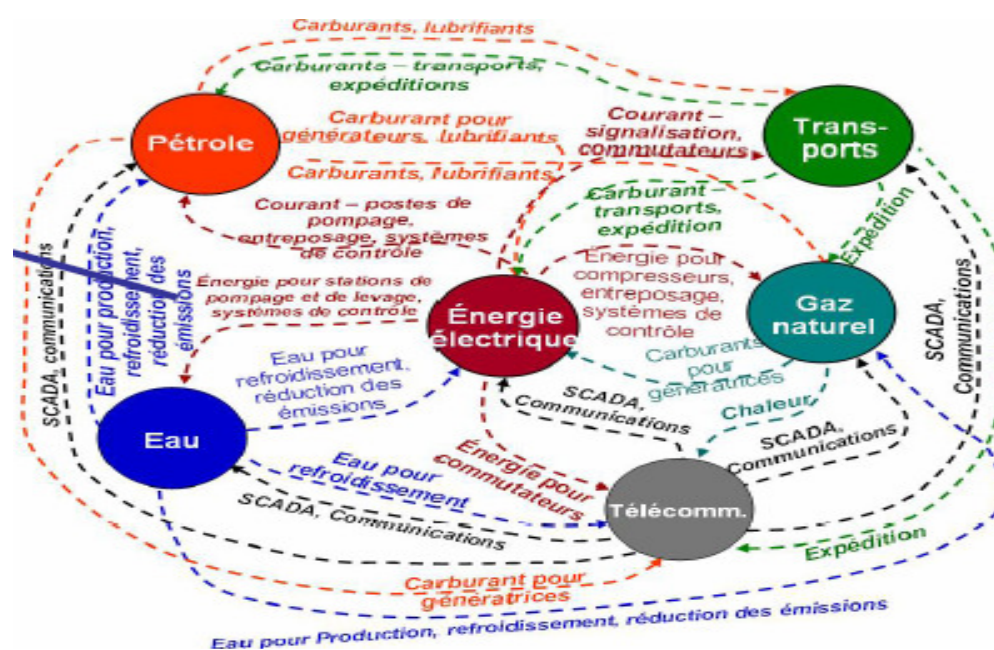 Carburants, lubrifiants
Carburants – transports,
expéditions
Pétrole
Carburant pour
générateurs, lubrifiants
Courant –
signalisation,
commutateurs
Trans-
ports
Carburants, lubrifiants
Courant – postes de
pompage,
entreposage, systèmes
de contrôle
Carburant –
transports,
expédition
Expédition
SCADA, communications
Eau pour production,
refroidissement,
réduction des
émissions
Énergie pour stations de
pompage et de levage,
systèmes de contrôle
Énergie
électrique
Énergie pour
compresseurs,
entreposage,
systèmes de
contrôle
Gaz
naturel
SCADA,
Communications
Eau pour
refroidissement,
réduction des
émissions
Carburants
pour
génératrices
Chaleur
SCADA,
Communications
SCADA,
Communications
Eau
Eau pour
refroidissement
Énergie pour
commutateurs
Télécomm.
SCADA, Communications
Expédition
Carburant pour
génératrices
Eau pour Production, refroidissement, réduction des émissions